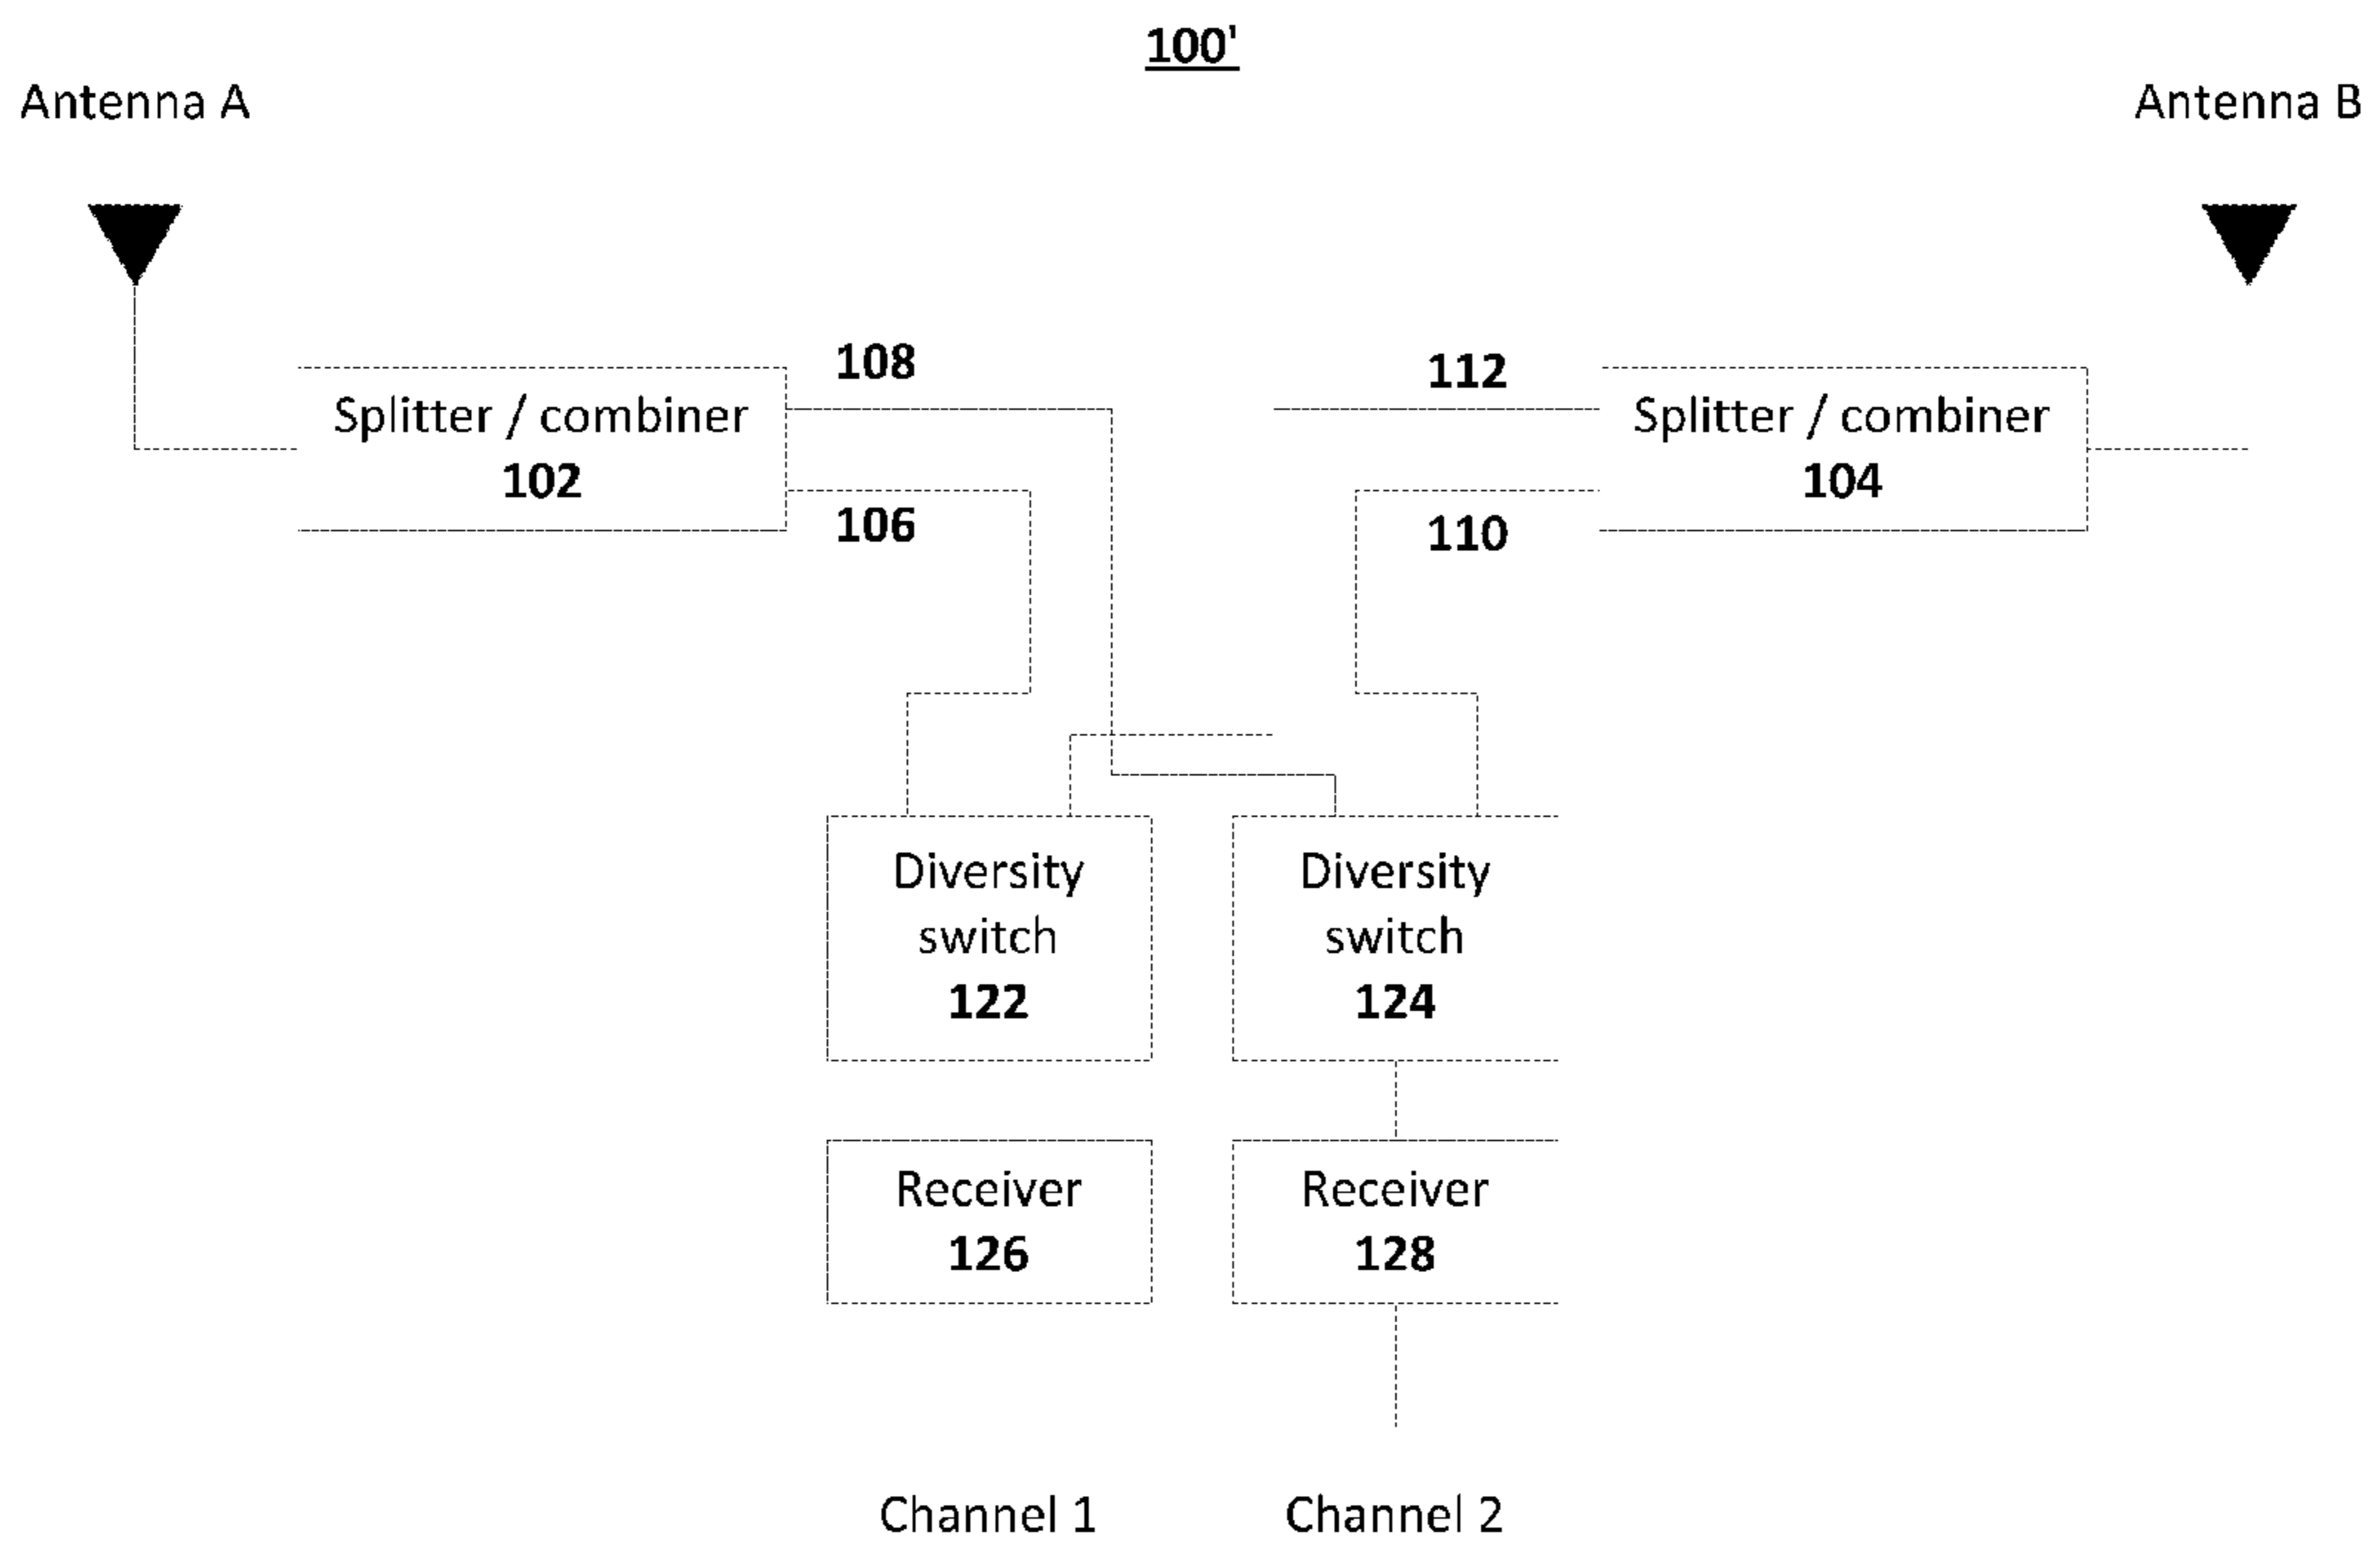 100'
Antenna A
Antenna B
108
112
Splitter / combiner
102
Splitter / combiner
104
106
110
Diversity
switch
122
Diversity
switch
124
Receiver
126
Receiver
128
Channel 1
Channel 2